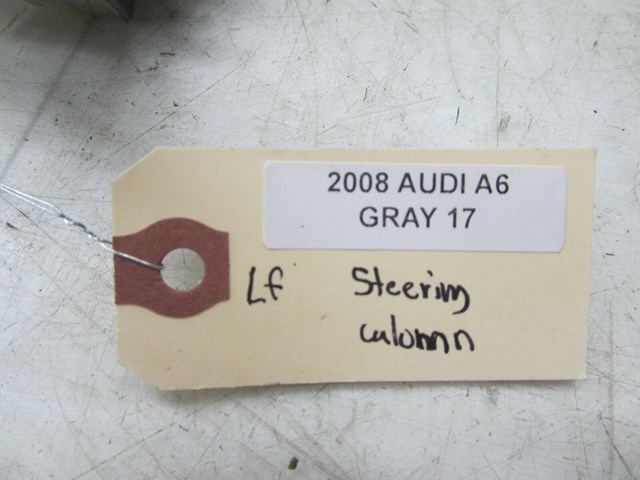 2008 AUDI A6
GRAY 17
Lf Steering
column